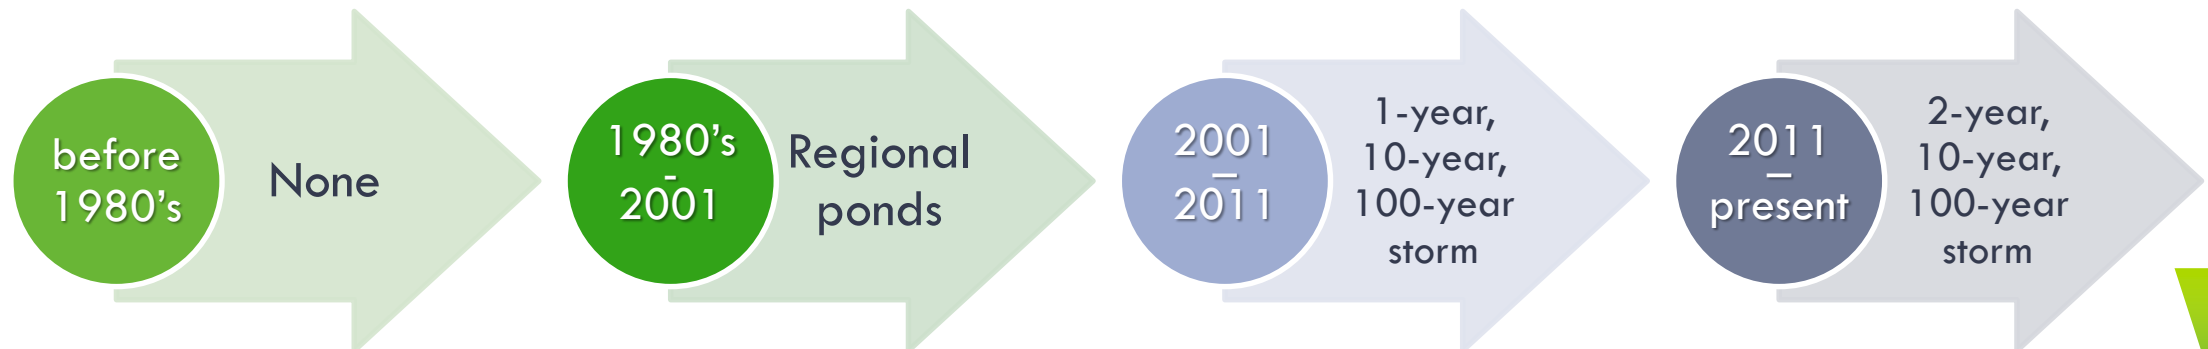 before
1980’s
None
1980’s
-
2001
Regional
ponds
2001
–
2011
1-year,
10-year,
100-year
storm
2011
–
present
2-year,
10-year,
100-year
storm